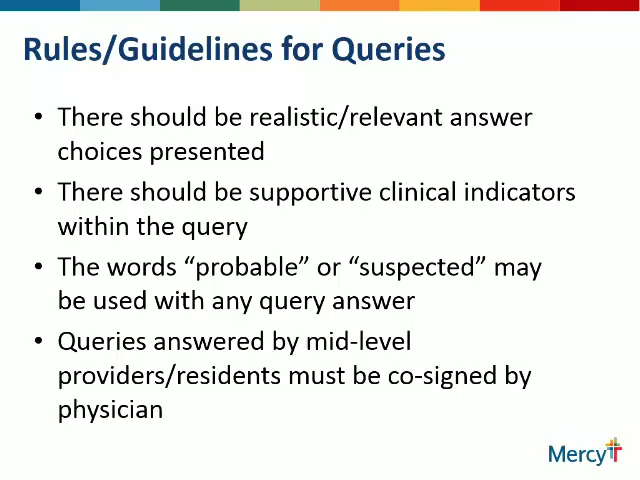 Rules/Guidelines for Queries
• There should be realistic/relevant answer
choices presented
• There should be supportive clinical indicators
within the query
• The words “probable” or “suspected” may
be used with any query answer
• Queries answered by mid-level
providers/residents must be co-signed by
physician
Mercy